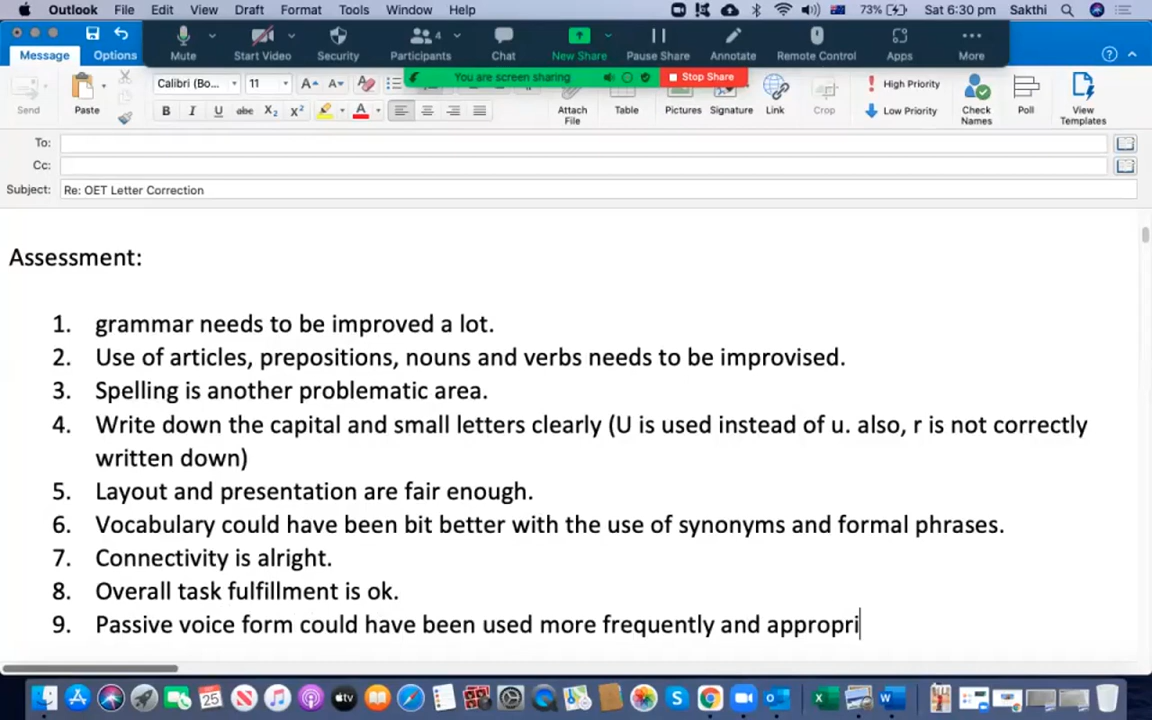 Outlook File Edit View Draft Format Tools Window Help 73% Sat 6:30 pm Sakthi
Message Options
Mute Start Video Security 4 Participants Chat New Share Pause Share Annotate Remote Control Apps More
You are screen sharing Stop Share
Send Paste Calibri (Bo... 11 A A
B I U abc X₂ X² A
Attach File Table Pictures Signature Link Crop High Priority Low Priority Check Names Poll View Templates
To:
Cc:
Subject: Re: OET Letter Correction
Assessment:
1. grammar needs to be improved a lot.
2. Use of articles, prepositions, nouns and verbs needs to be improvised.
3. Spelling is another problematic area.
4. Write down the capital and small letters clearly (U is used instead of u. also, r is not correctly
written down)
5. Layout and presentation are fair enough.
6. Vocabulary could have been bit better with the use of synonyms and formal phrases.
7. Connectivity is alright.
8. Overall task fulfillment is ok.
9. Passive voice form could have been used more frequently and appropri
25 tv S X W